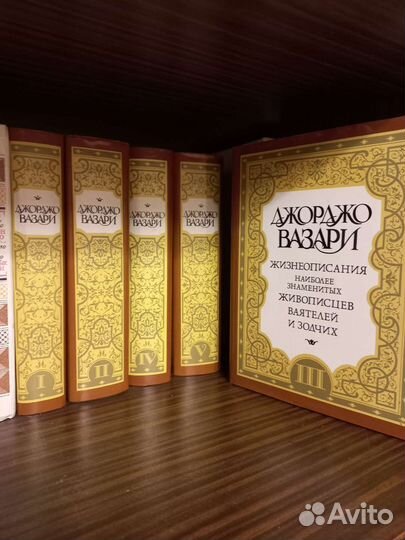 ДЖОРДЖО
ВАЗАРИ
I
ДЖОРДЖО
ВАЗАРИ
II
ДЖОРДЖО
ВАЗАРИ
IV
ДЖОРДЖО
ВАЗАРИ
V
ДЖОРДЖО
ВАЗАРИ
ЖИЗНЕОПИСАНИЯ
НАИБОЛЕЕ
ЗНАМЕНИТЫХ
ЖИВОПИСЦЕВ
ВАЯТЕЛЕЙ
И ЗОДЧИХ
III
Avito